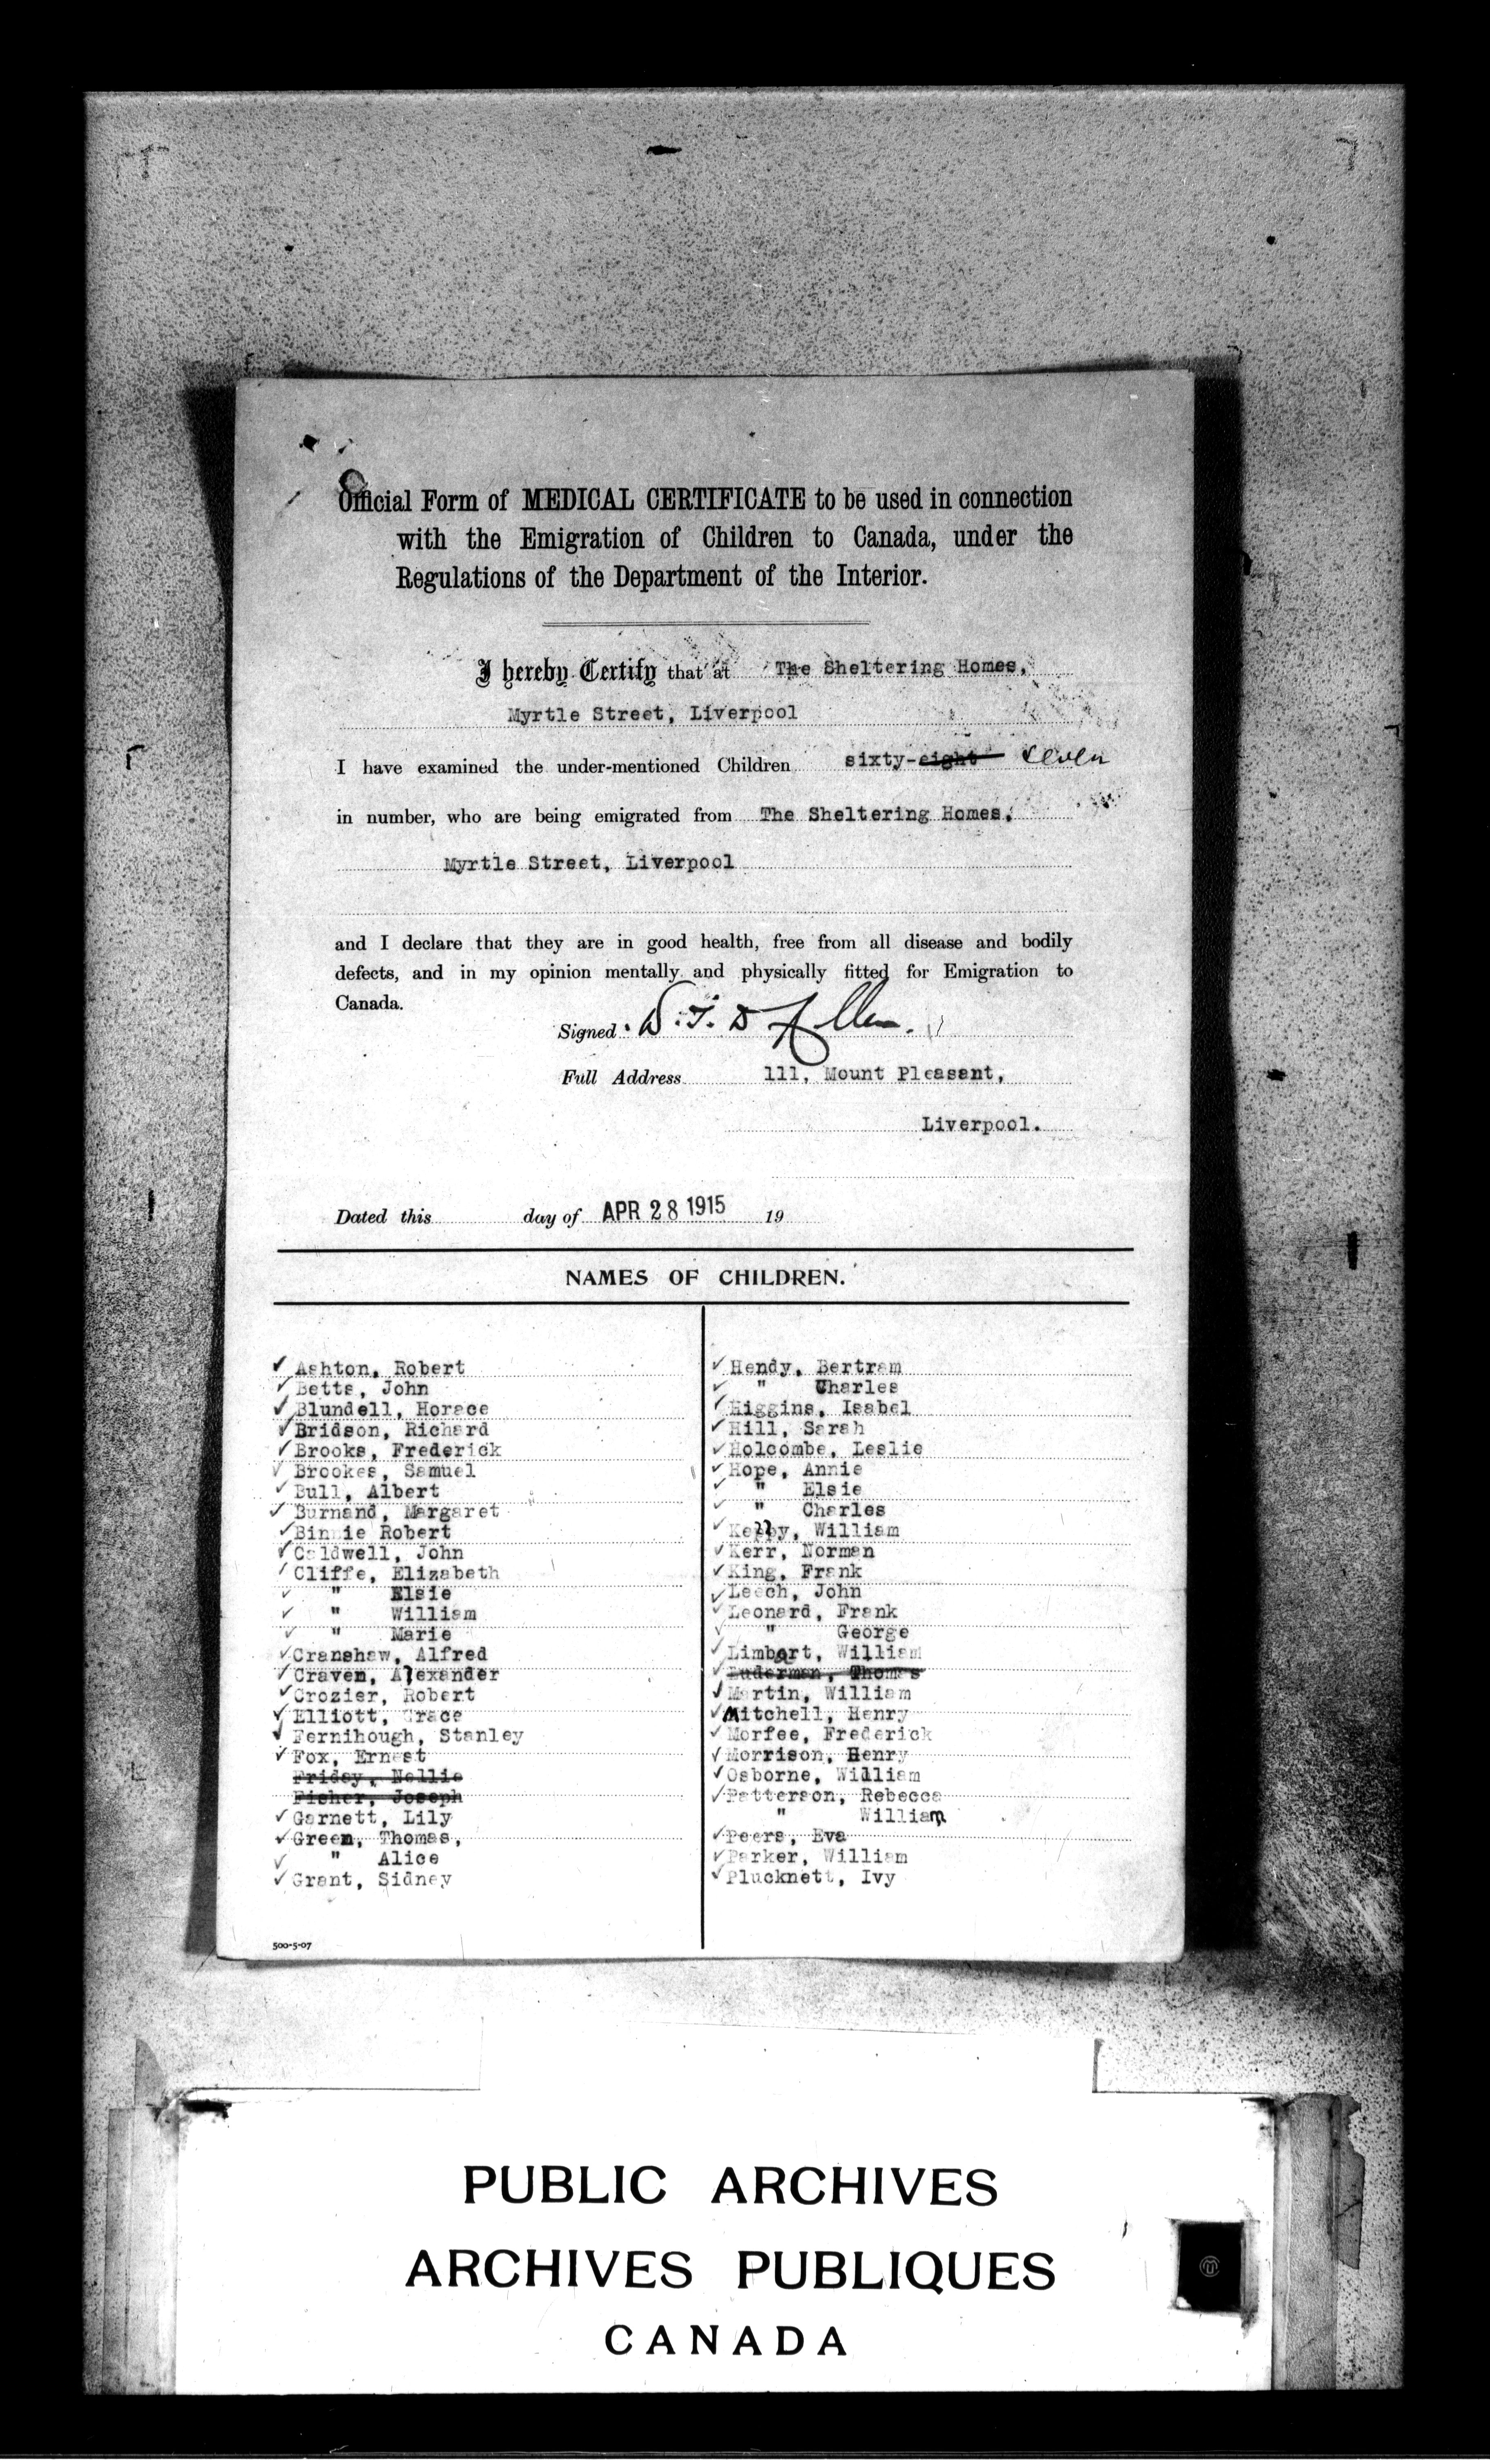 Official Form of MEDICAL CERTIFICATE to be used in connection
with the Emigration of Children to Canada, under the
Regulations of the Department of the Interior.
I hereby Certify that at The Sheltering Homes,
Myrtle Street, Liverpool
I have examined the under-mentioned Children sixty-eight seven
in number, who are being emigrated from The Sheltering Homes,
Myrtle Street, Liverpool
and I declare that they are in good health, free from all disease and bodily
defects, and in my opinion mentally and physically fitted for Emigration to
Canada.
Signed
Full Address 111, Mount Pleasant,
Liverpool.
Dated this day of APR 28 1915 19
NAMES OF CHILDREN.
✓ Ashton, Robert
✓ Betts, John
✓ Blundell, Horace
✓ Bridson, Richard
✓ Brooks, Frederick
✓ Brookes, Samuel
✓ Bull, Albert
✓ Burnand, Margaret
✓ Binnie Robert
✓ Caldwell, John
✓ Cliffe, Elizabeth
✓ " Elsie
✓ " William
✓ " Marie
✓ Cranshaw, Alfred
✓ Craven, Alexander
✓ Crozier, Robert
✓ Elliott, Grace
✓ Fernihough, Stanley
✓ Fox, Ernest
Friday, Nellie
Fisher, Joseph
✓ Garnett, Lily
✓ Green, Thomas,
✓ " Alice
✓ Grant, Sidney
✓ Hendy, Bertram
✓ " Charles
✓ Higgins, Isabel
✓ Hill, Sarah
✓ Holcombe, Leslie
✓ Hope, Annie
✓ " Elsie
✓ " Charles
✓ William
✓ Kerr, Norman
✓ King, Frank
✓ Leech, John
✓ Leonard, Frank
✓ " George
✓ Limbert, William
✓ Luderman, Thomas
✓ Martin, William
✓ Mitchell, Henry
✓ Morfee, Frederick
✓ Morrison, Henry
✓ Osborne, William
✓ Patterson, Rebecca
" William
✓ Peers, Eva
✓ Parker, William
✓ Plucknett, Ivy
500-5-07
PUBLIC ARCHIVES
ARCHIVES PUBLIQUES
CANADA